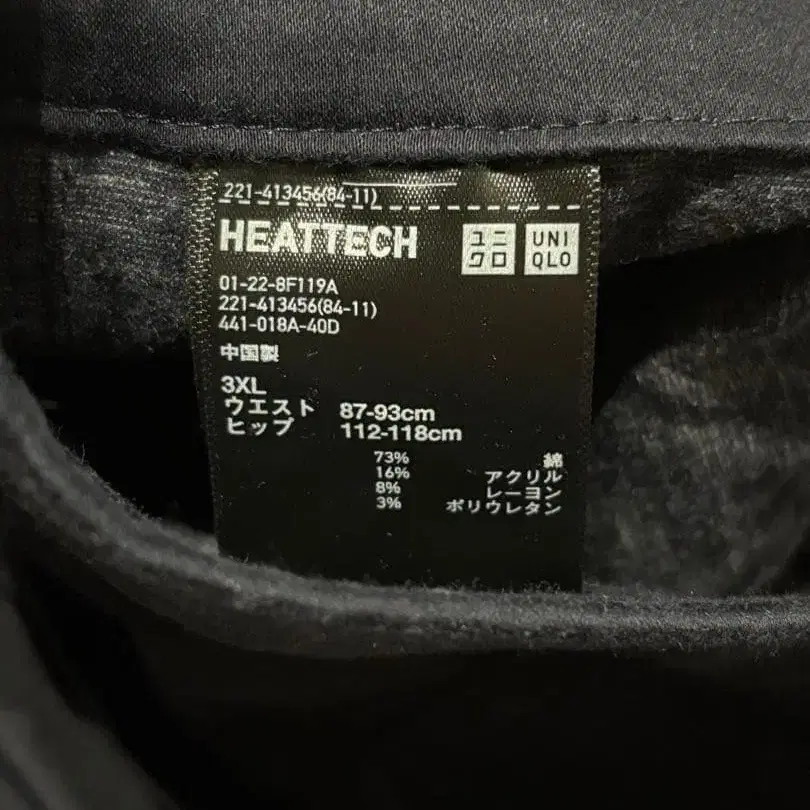 221-413456(84-11)
HEATTECH
ユニクロ
UNIQLO
01-22-8F119A
221-413456(84-11)
441-018A-40D
中国製
3XL
ウエスト 87-93cm
ヒップ 112-118cm
73% 綿
16% アクリル
8% レーヨン
3% ポリウレタン